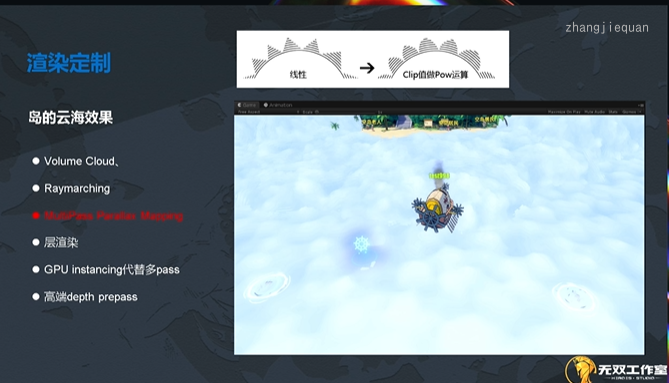 zhangjiequan
渲染定制
线性
Clip值做Pow运算
岛的云海效果
Volume Cloud、
Raymarching
MultiPass Parallax Mapping
层渲染
GPU instancing代替多pass
高端depth prepass
Game
Animation
无双工作室